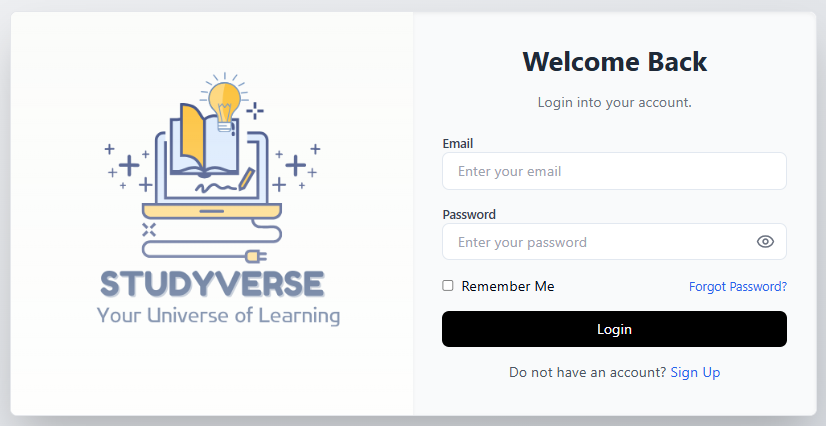 STUDYVERSE
Your Universe of Learning
Welcome Back
Login into your account.
Email
Enter your email
Password
Enter your password
Remember Me
Forgot Password?
Login
Do not have an account? Sign Up